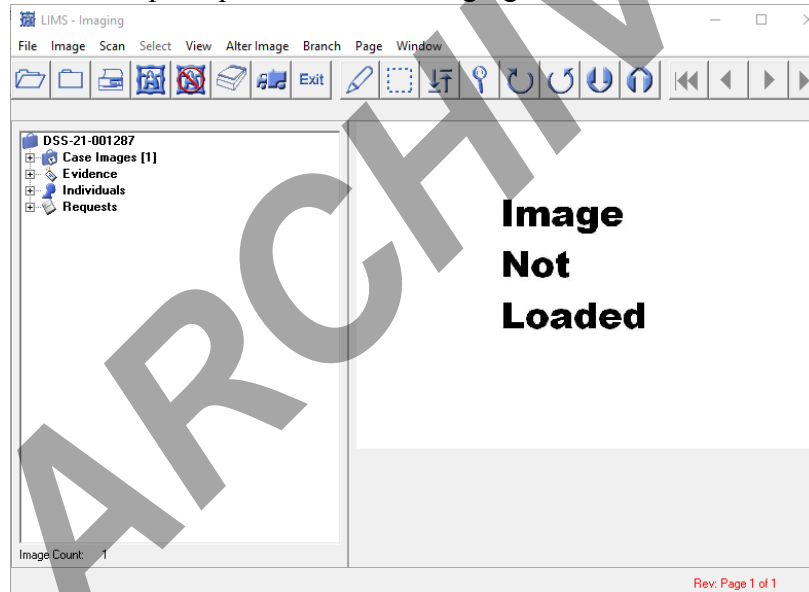 LIMS - Imaging
File Image Scan Select View Alter Image Branch Page Window
Exit
DSS-21-001287
Case Images [1]
Evidence
Individuals
Requests
Image
Not
Loaded
Image Count: 1
Rev: Page 1 of 1
ARCHIV